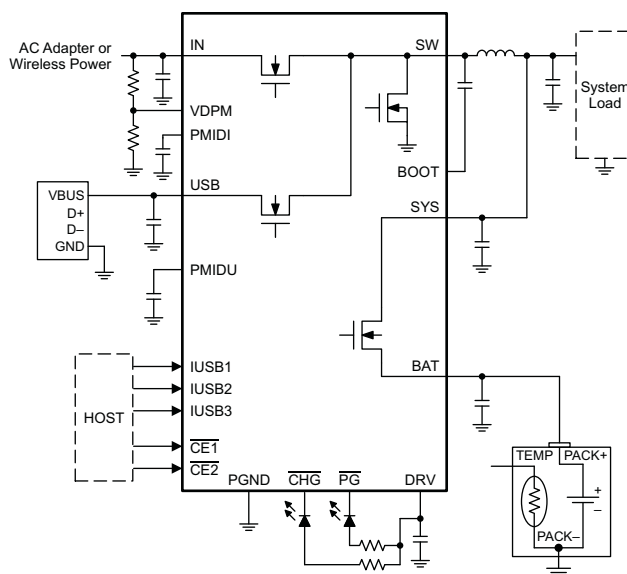 AC Adapter or
Wireless Power
IN
SW
VDPM
PMIDI
System
Load
BOOT
USB
VBUS
D+
D–
GND
SYS
PMIDU
BAT
IUSB1
IUSB2
IUSB3
HOST
CE1
CE2
PGND
CHG
PG
DRV
TEMP
PACK+
+
–
PACK–